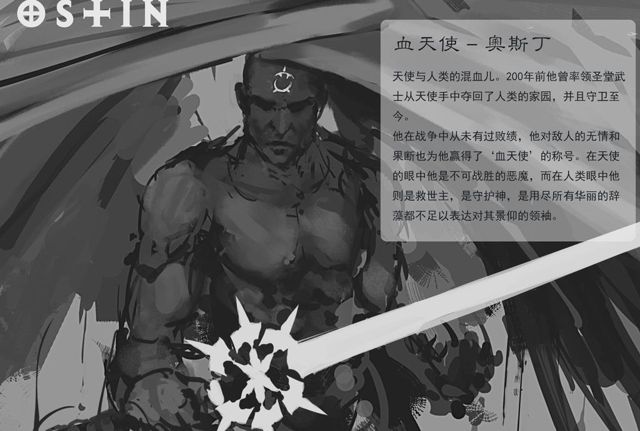 OSTIN
血天使－奥斯丁
天使与人类的混血儿。200年前他曾率领圣堂武
士从天使手中夺回了人类的家园，并且守卫至
今。
他在战争中从未有过败绩，他对敌人的无情和
果断也为他赢得了‘血天使’的称号。在天使
的眼中他是不可战胜的恶魔，而在人类眼中他
则是救世主，是守护神，是用尽所有华丽的辞
藻都不足以表达对其景仰的领袖。